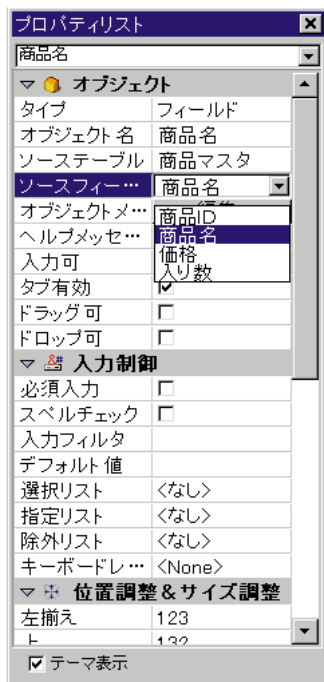 プロパティリスト
商品名
オブジェクト
タイプ フィールド
オブジェクト名 商品名
ソーステーブル 商品マスタ
ソースフィー… 商品名
オブジェクトメ…
商品ID
ヘルプメッセ… 商品名
価格
入力可
入り数
タブ有効
ドラッグ可
ドロップ可
入力制御
必須入力
スペルチェック
入力フィルタ
デフォルト値
選択リスト <なし>
指定リスト <なし>
除外リスト <なし>
キーボードレ… <None>
位置調整&サイズ調整
左揃え 123
上 132
テーマ表示